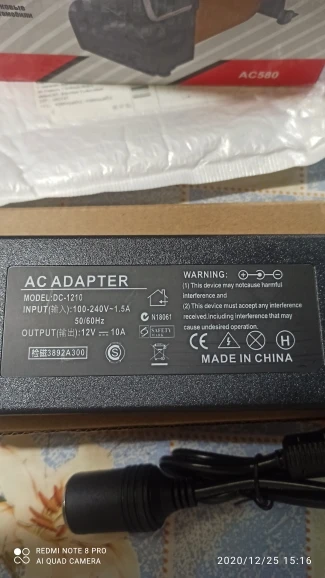 AC580
AC ADAPTER
MODEL:DC-1210
INPUT(输入):100-240V~1.5A
50/60Hz
OUTPUT(输出):12V 10A
N18061
SAFETY
检磁3892A300
S
WARNING:
(1) This device may notcause harmful
interference and
(2) This device must accept any interference
received.including interference that may
cause undesired operation.
CE
H
MADE IN CHINA
REDMI NOTE 8 PRO
AI QUAD CAMERA
2020/12/25 15:16